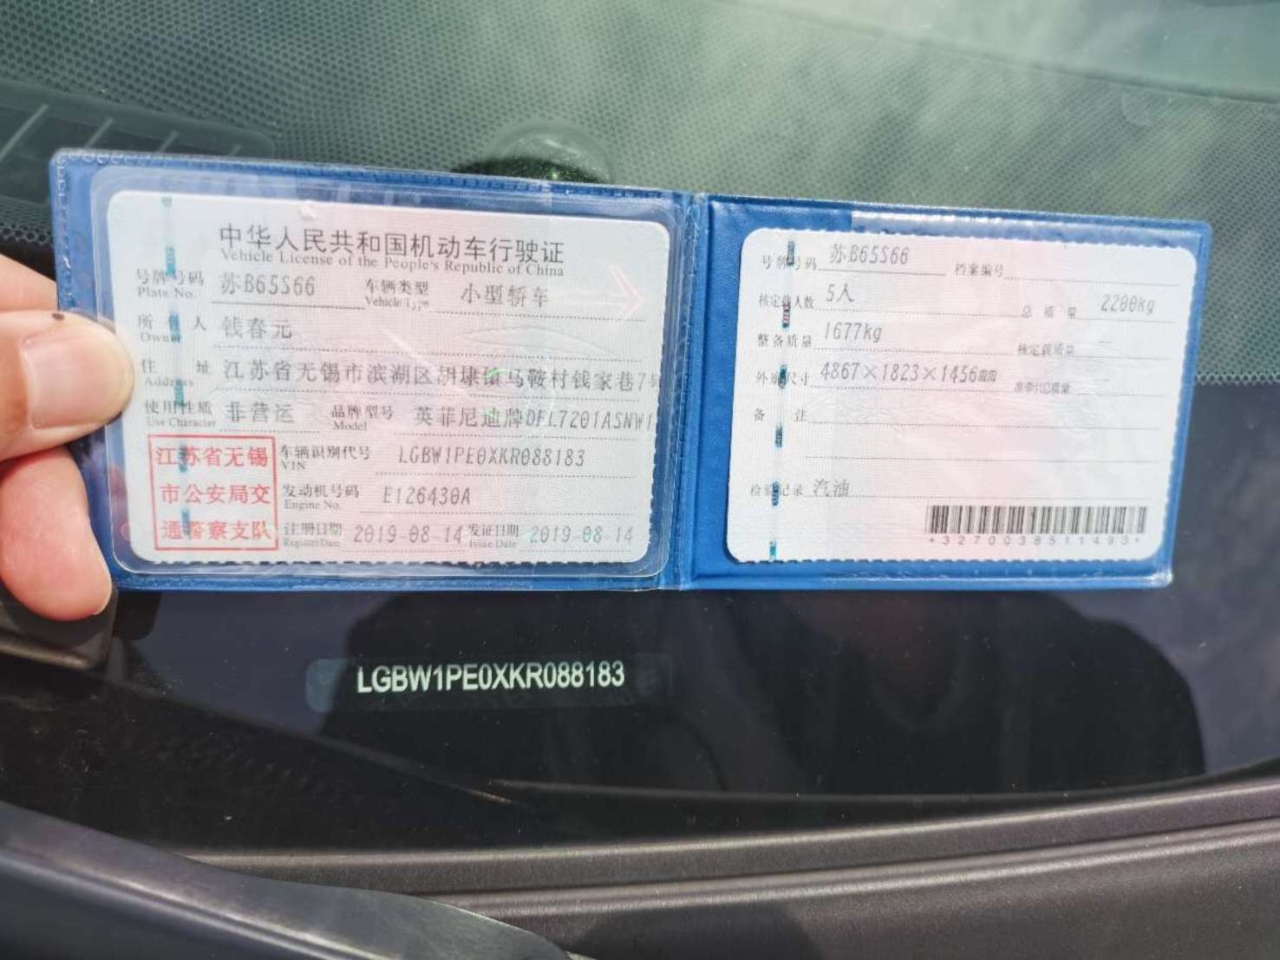 中华人民共和国机动车行驶证
Vehicle License of the People's Republic of China
号牌号码 苏B65S66 车辆类型 小型轿车
Plate No. Vehicle Type
所有人 钱春元
Owner
住址 江苏省无锡市滨湖区胡埭镇马鞍村钱家巷7号
Address
使用性质 非营运 品牌型号 英菲尼迪牌DFL7201ASNW1
Use Character Model
江苏省无锡
市公安局交
通警察支队
车辆识别代号 LGBW1PE0XKR088183
VIN
发动机号码 E126430A
Engine No.
注册日期 2019-08-14 发证日期 2019-08-14
Register Date Issue Date
号牌号码 苏B65S66 档案编号
核定载人数 5人 总质量 2200kg
整备质量 1677kg 核定载质量
外廓尺寸 4867×1823×1456mm 准牵引总质量
备注
检验记录 汽油
*3270038511493*
LGBW1PE0XKR088183